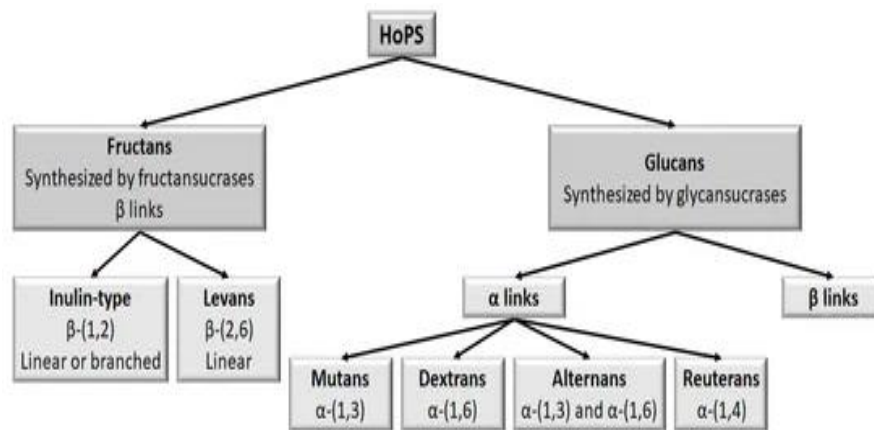 HoPS
Fructans
Synthesized by fructansucrases
β links
Glucans
Synthesized by glycansucrases
Inulin-type
β-(1,2)
Linear or branched
Levans
β-(2,6)
Linear
α links
β links
Mutans
α-(1,3)
Dextrans
α-(1,6)
Alternans
α-(1,3) and α-(1,6)
Reuterans
α-(1,4)